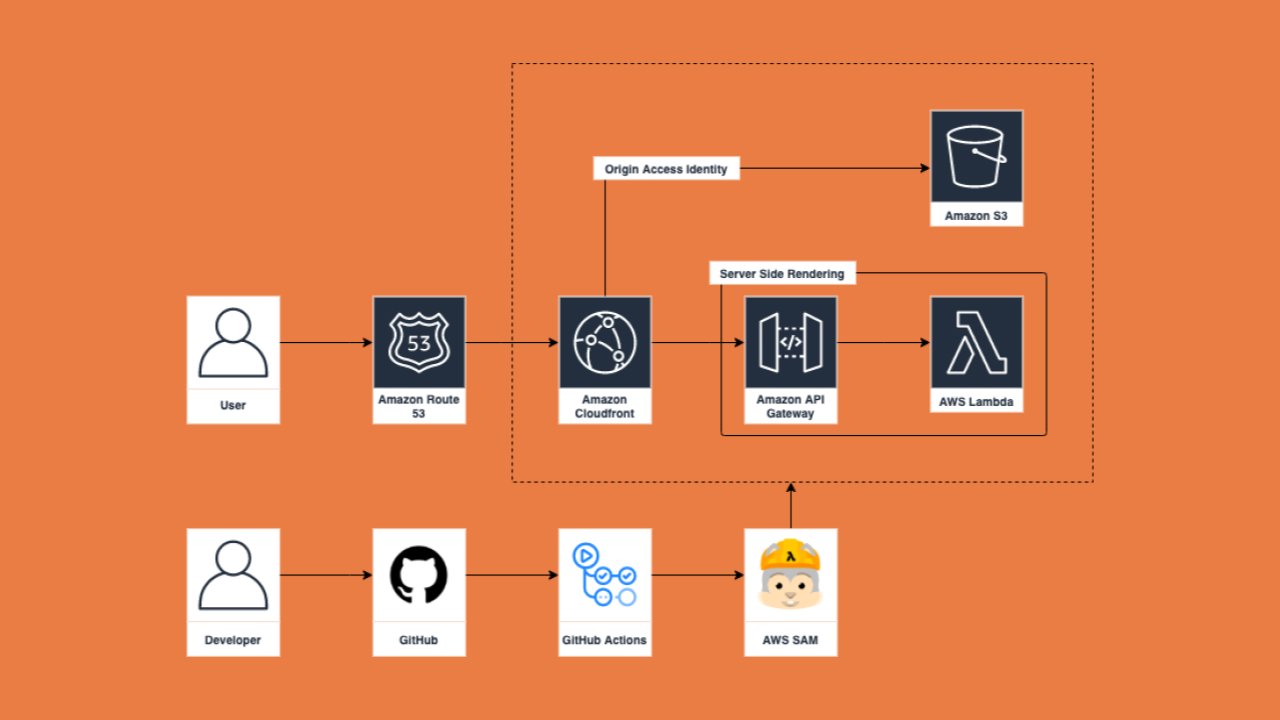 Origin Access Identity
Amazon S3
Server Side Rendering
53
</>
User
Amazon Route
53
Amazon
Cloudfront
Amazon API
Gateway
AWS Lambda
λ
Developer
GitHub
GitHub Actions
AWS SAM